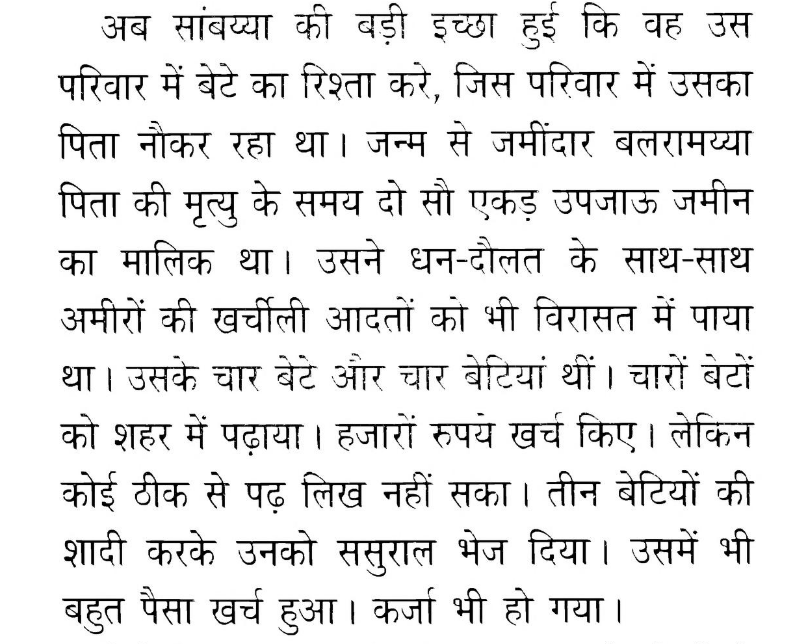 अब सांबय्या की बड़ी इच्छा हुई कि वह उस
परिवार में बेटे का रिश्ता करे, जिस परिवार में उसका
पिता नौकर रहा था। जन्म से जमींदार बलरामय्या
पिता की मृत्यु के समय दो सौ एकड़ उपजाऊ जमीन
का मालिक था। उसने धन-दौलत के साथ-साथ
अमीरों की खर्चीली आदतों को भी विरासत में पाया
था। उसके चार बेटे और चार बेटियां थीं। चारों बेटों
को शहर में पढ़ाया। हजारों रुपये खर्च किए। लेकिन
कोई ठीक से पढ़ लिख नहीं सका। तीन बेटियों की
शादी करके उनको ससुराल भेज दिया। उसमें भी
बहुत पैसा खर्च हुआ। कर्जा भी हो गया।